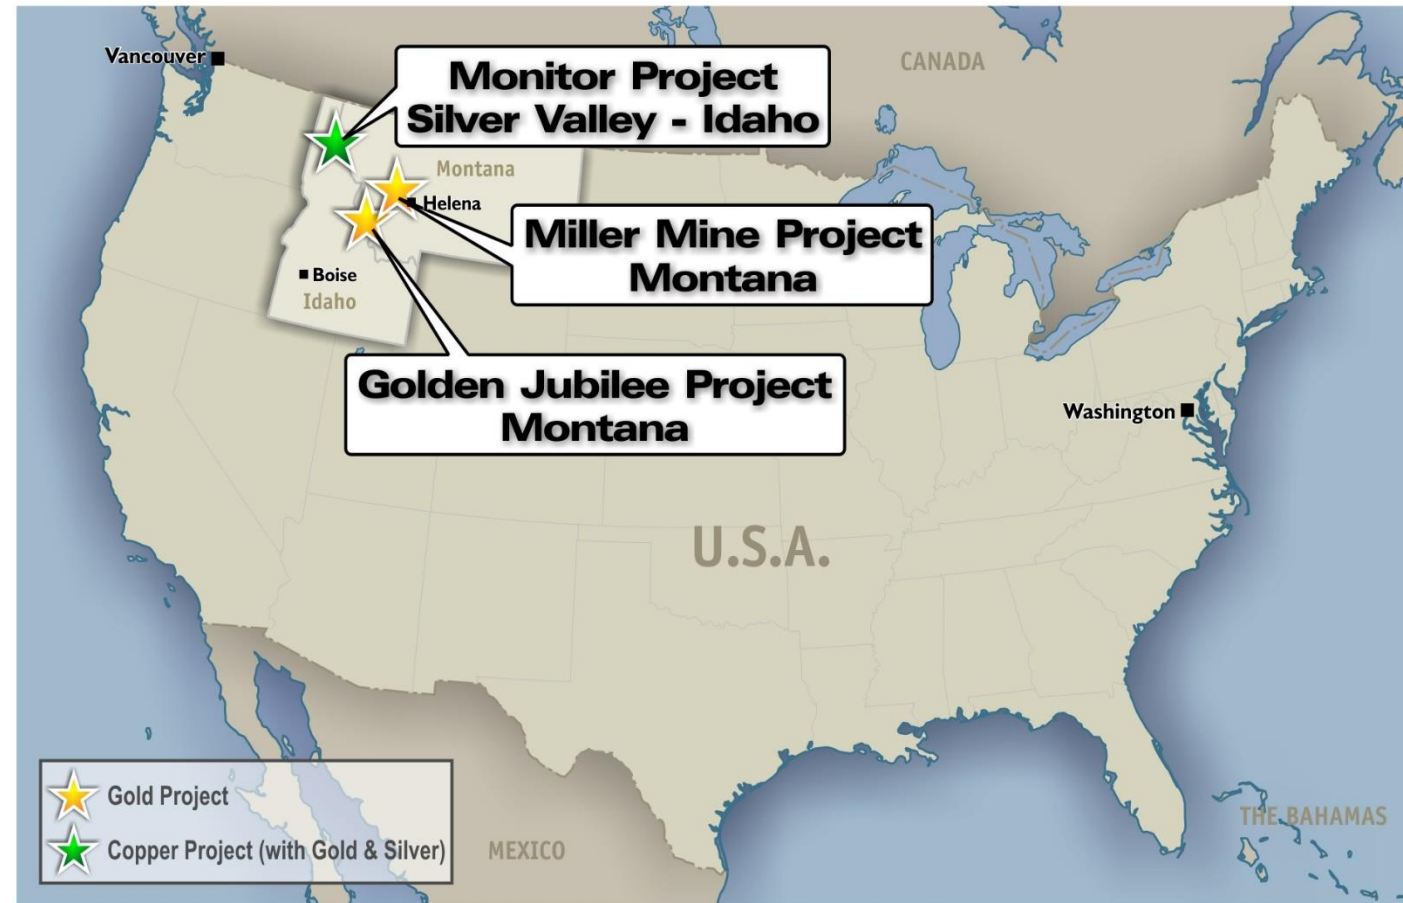 Vancouver
CANADA
Monitor Project
Silver Valley - Idaho
Montana
Helena
Miller Mine Project
Montana
Boise
Idaho
Golden Jubilee Project
Montana
Washington
U.S.A.
Gold Project
Copper Project (with Gold & Silver)
MEXICO
THE BAHAMAS